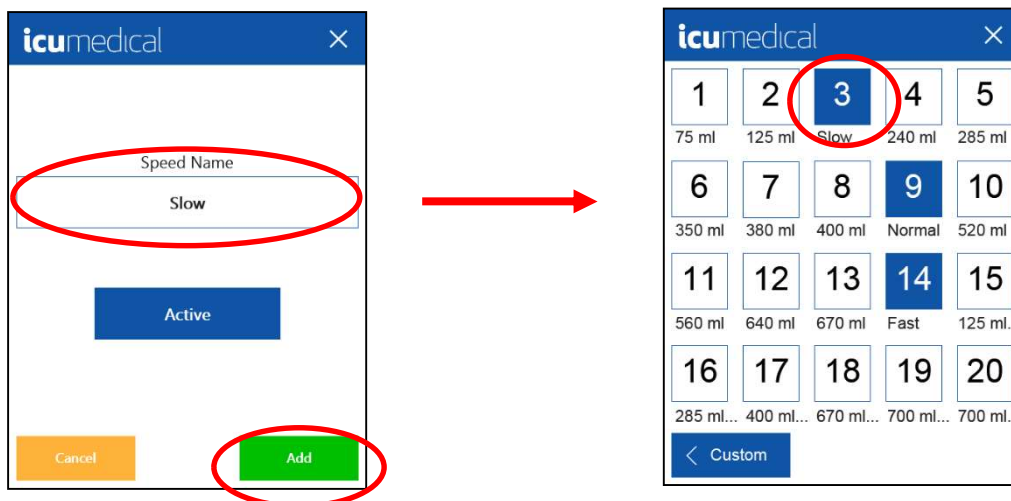 icumedical
Speed Name
Slow
Active
Cancel
Add
icumedical
1 2 3 4 5
75 ml 125 ml Slow 240 ml 285 ml
6 7 8 9 10
350 ml 380 ml 400 ml Normal 520 ml
11 12 13 14 15
560 ml 640 ml 670 ml Fast 125 ml.
16 17 18 19 20
285 ml... 400 ml... 670 ml... 700 ml... 700 ml.
< Custom